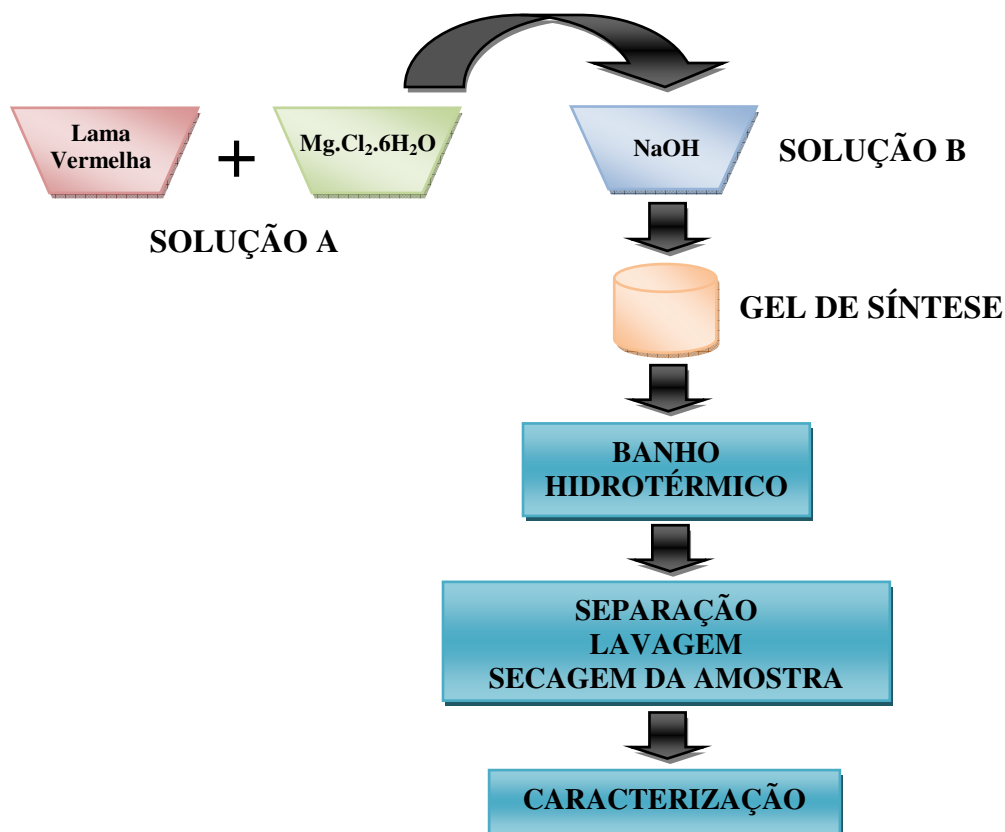 Lama
Vermelha
+
Mg.Cl₂.6H₂O
NaOH
SOLUÇÃO B
SOLUÇÃO A
GEL DE SÍNTESE
BANHO
HIDROTÉRMICO
SEPARAÇÃO
LAVAGEM
SECAGEM DA AMOSTRA
CARACTERIZAÇÃO